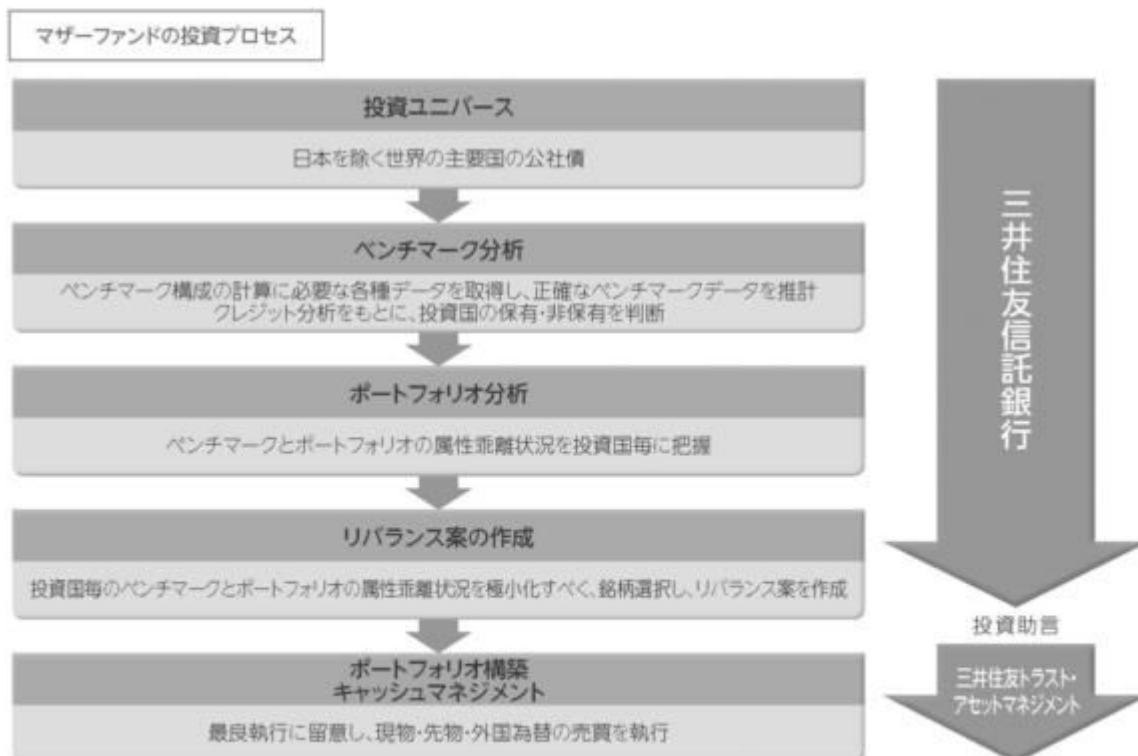 マザーファンドの投資プロセス
投資ユニバース
日本を除く世界の主要国の公社債
ベンチマーク分析
ベンチマーク構成の計算に必要な各種データを取得し、正確なベンチマークデータを推計
クレジット分析をもとに、投資国の保有・非保有を判断
ポートフォリオ分析
ベンチマークとポートフォリオの属性乖離状況を投資国毎に把握
リバランス案の作成
投資国毎のベンチマークとポートフォリオの属性乖離状況を極小化すべく、銘柄選択し、リバランス案を作成
ポートフォリオ構築
キャッシュマネジメント
最良執行に留意し、現物・先物・外国為替の売買を執行
三井住友信託銀行
投資助言
三井住友トラスト・
アセットマネジメント